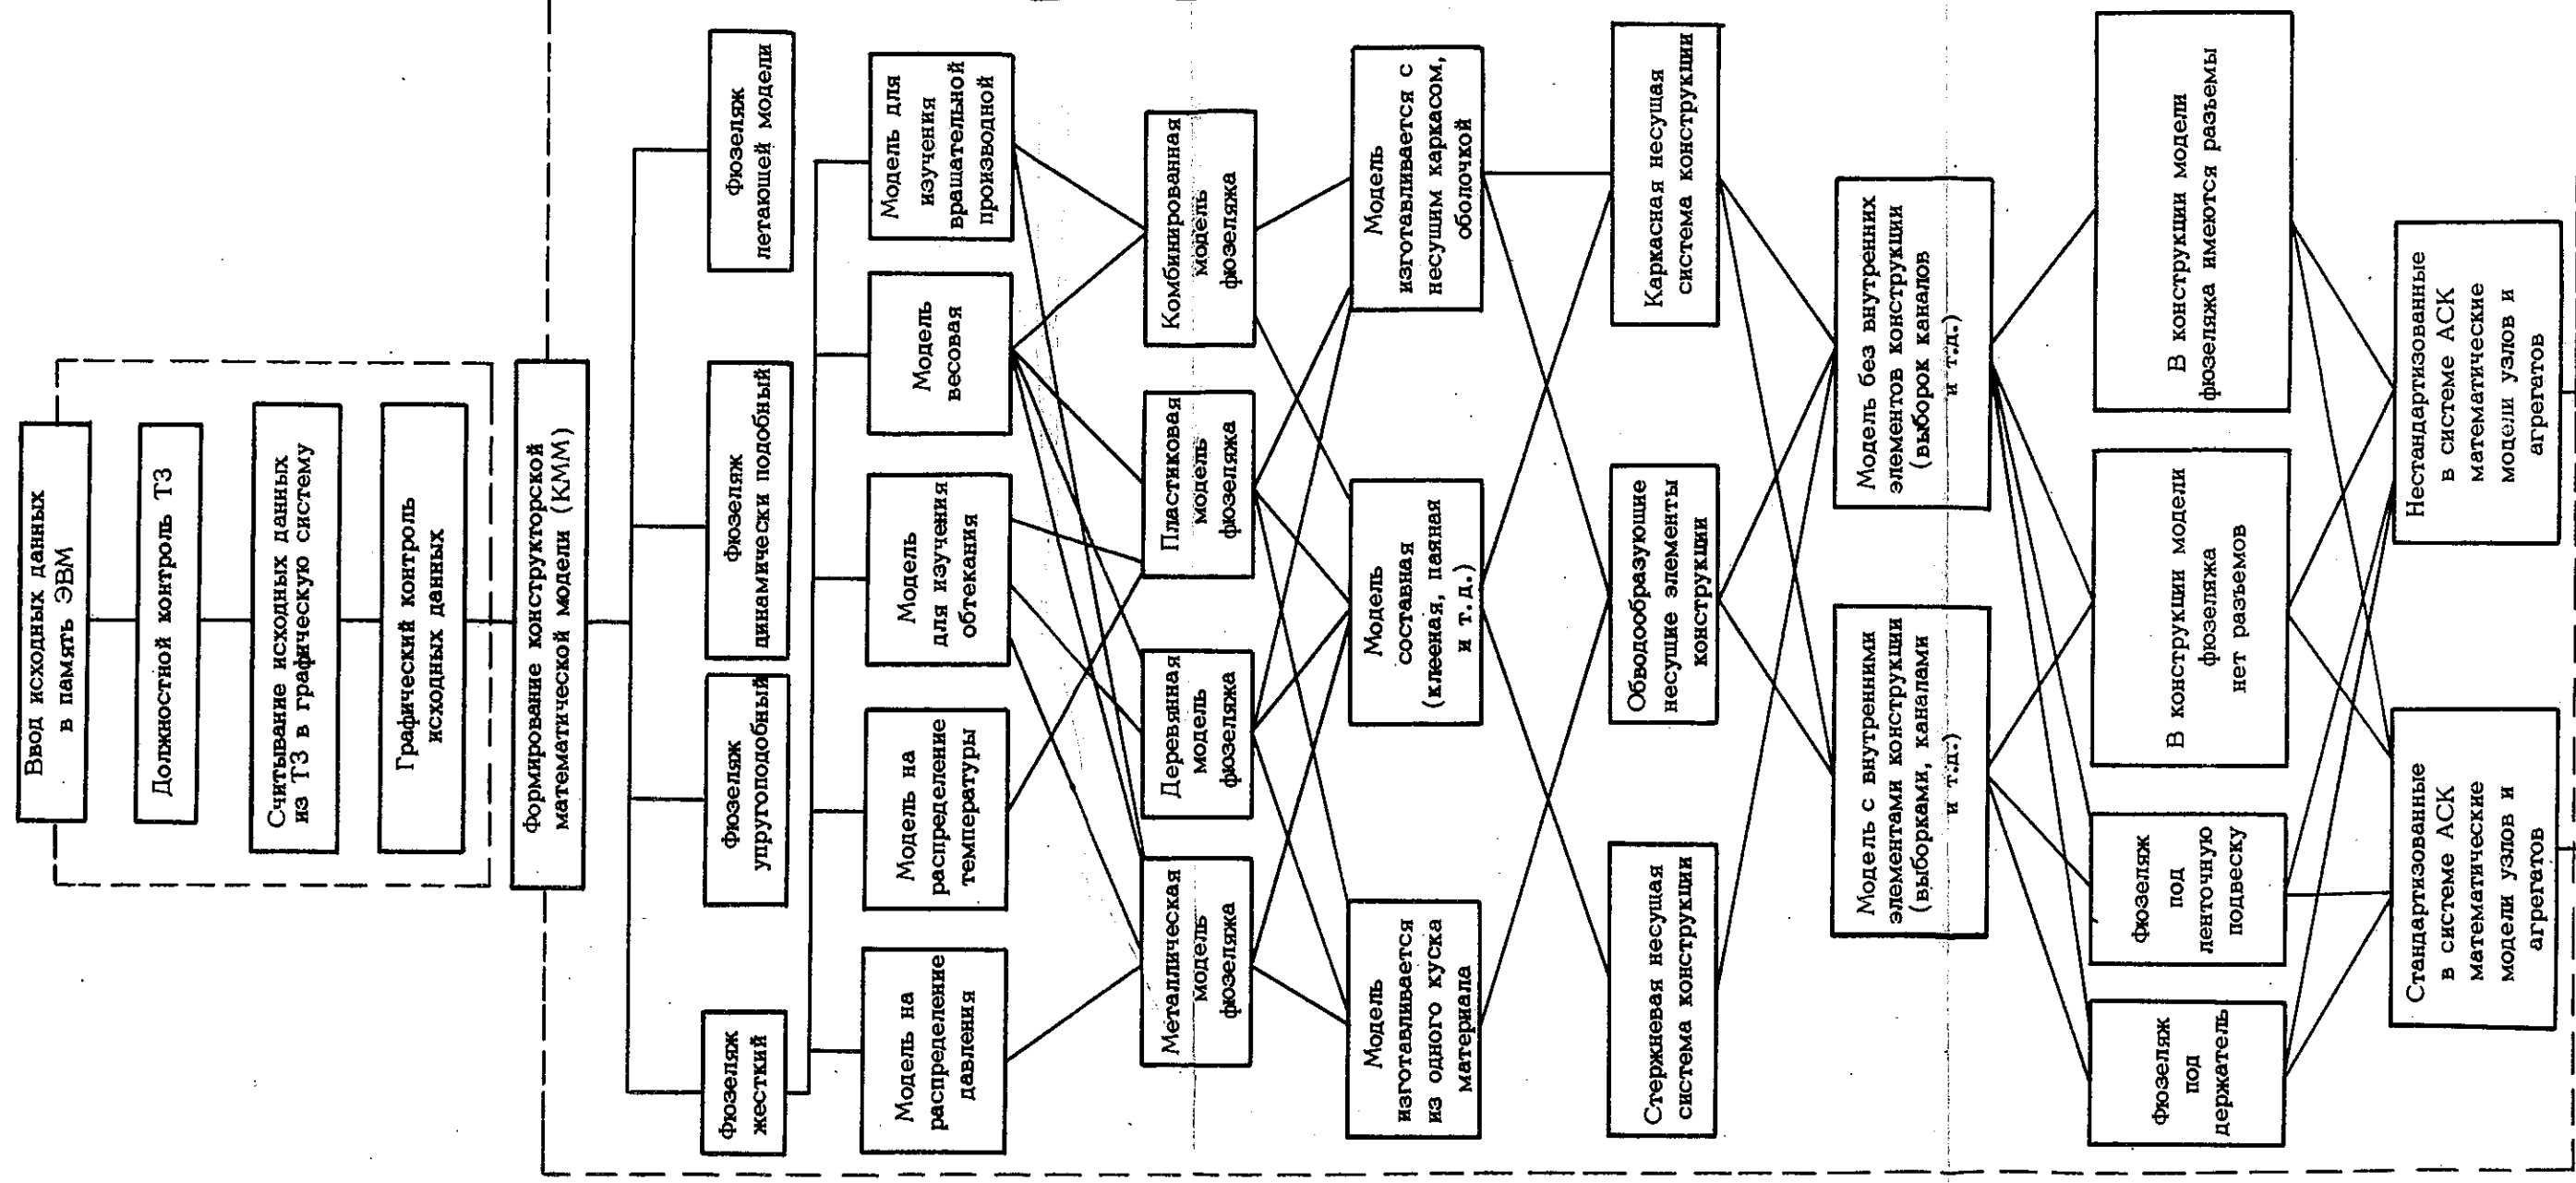 Ввод исходных данных
в память ЭВМ
Должностной контроль ТЗ
Считывание исходных данных
из ТЗ в графическую систему
Графический контроль
исходных данных
Формирование конструкторской
математической модели (КММ)
Фюзеляж
жесткий
Фюзеляж
упругоподобный
Фюзеляж
динамически подобный
Фюзеляж
летающей модели
Модель на
распределение
давления
Модель на
распределение
температуры
Модель
для изучения
обтекания
Модель
весовая
Модель для
изучения
вращательной
производной
Металлическая
модель
фюзеляжа
Деревянная
модель
фюзеляжа
Пластиковая
модель
фюзеляжа
Комбинированная
модель
фюзеляжа
Модель
изготавливается
из одного куска
материала
Модель
составная
(клееная, паяная
и т.д.)
Модель
изготавливается с
несущим каркасом,
оболочкой
Стержневая несущая
система конструкции
Обводообразующие
несущие элементы
конструкции
Каркасная несущая
система конструкции
Модель с внутренними
элементами конструкции
(выборками, каналами
и т.д.)
Модель без внутренних
элементов конструкции
(выборок каналов
и т.д.)
Фюзеляж
под
держатель
Фюзеляж
под
ленточную
подвеску
В конструкции модели
фюзеляжа
нет разъемов
В конструкции модели
фюзеляжа имеются разъемы
Стандартизованные
в системе АСК
математические
модели узлов и
агрегатов
Нестандартизованные
в системе АСК
математические
модели узлов и
агрегатов